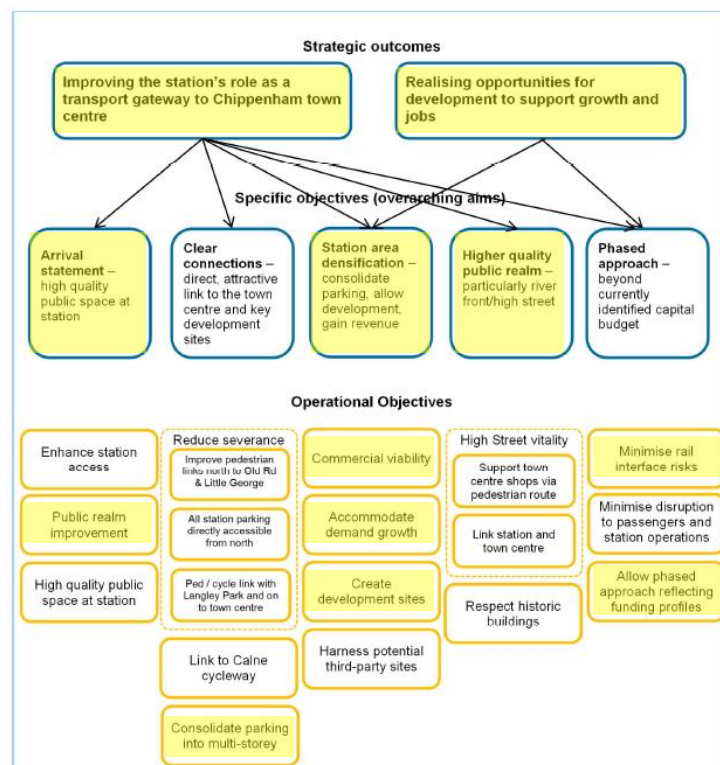 Strategic outcomes
Improving the station's role as a
transport gateway to Chippenham town
centre
Realising opportunities for
development to support growth and
jobs
Specific objectives (overarching aims)
Arrival
statement –
high quality
public space at
station
Clear
connections –
direct, attractive
link to the town
centre and key
development
sites
Station area
densification –
consolidate
parking, allow
development,
gain revenue
Higher quality
public realm –
particularly river
front/high street
Phased
approach –
beyond
currently
identified capital
budget
Operational Objectives
Enhance station
access
Public realm
improvement
High quality public
space at station
Reduce severance
Improve pedestrian
links north to Old Rd
& Little George
All station parking
directly accessible
from north
Ped / cycle link with
Langley Park and on
to town centre
Link to Calne
cycleway
Consolidate parking
into multi-storey
Commercial viability
Accommodate
demand growth
Create
development sites
Harness potential
third-party sites
High Street vitality
Support town
centre shops via
pedestrian route
Link station and
town centre
Respect historic
buildings
Minimise rail
interface risks
Minimise disruption
to passengers and
station operations
Allow phased
approach reflecting
funding profiles